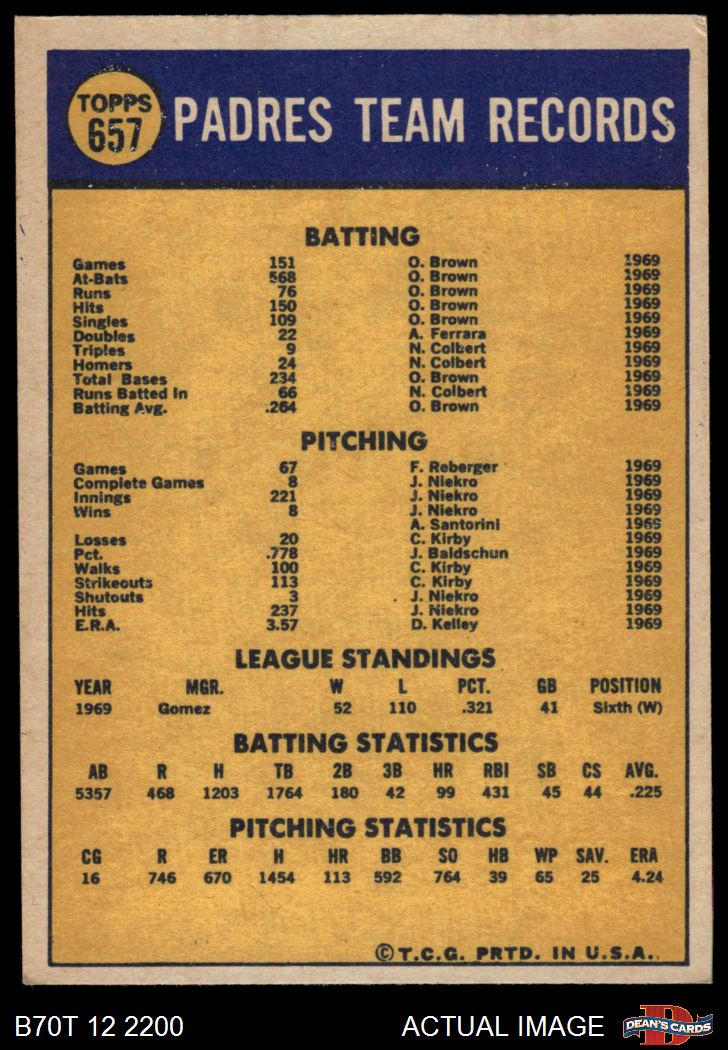 TOPPS
657
PADRES TEAM RECORDS
BATTING
Games 151 O. Brown 1969
At-Bats 568 O. Brown 1969
Runs 76 O. Brown 1969
Hits 150 O. Brown 1969
Singles 109 O. Brown 1969
Doubles 22 A. Ferrara 1969
Triples 9 N. Colbert 1969
Homers 24 N. Colbert 1969
Total Bases 234 O. Brown 1969
Runs Batted In 66 N. Colbert 1969
Batting Avg. .264 O. Brown 1969
PITCHING
Games 67 F. Reberger 1969
Complete Games 8 J. Niekro 1969
Innings 221 J. Niekro 1969
Wins 8 J. Niekro 1969
A. Santorini 1969
Losses 20 C. Kirby 1969
Pct. .778 J. Baldschun 1969
Walks 100 C. Kirby 1969
Strikeouts 113 C. Kirby 1969
Shutouts 3 J. Niekro 1969
Hits 237 J. Niekro 1969
E.R.A. 3.57 D. Kelley 1969
LEAGUE STANDINGS
YEAR MGR. W L PCT. GB POSITION
1969 Gomez 52 110 .321 41 Sixth (W)
BATTING STATISTICS
AB R H TB 2B 3B HR RBI SB CS AVG.
5357 468 1203 1764 180 42 99 431 45 44 .225
PITCHING STATISTICS
CG R ER H HR BB SO HB WP SAV. ERA
16 746 670 1454 113 592 764 39 65 25 4.24
©T.C.G. PRTD. IN U.S.A.
B70T 12 2200 ACTUAL IMAGE
D
DEAN'S CARDS